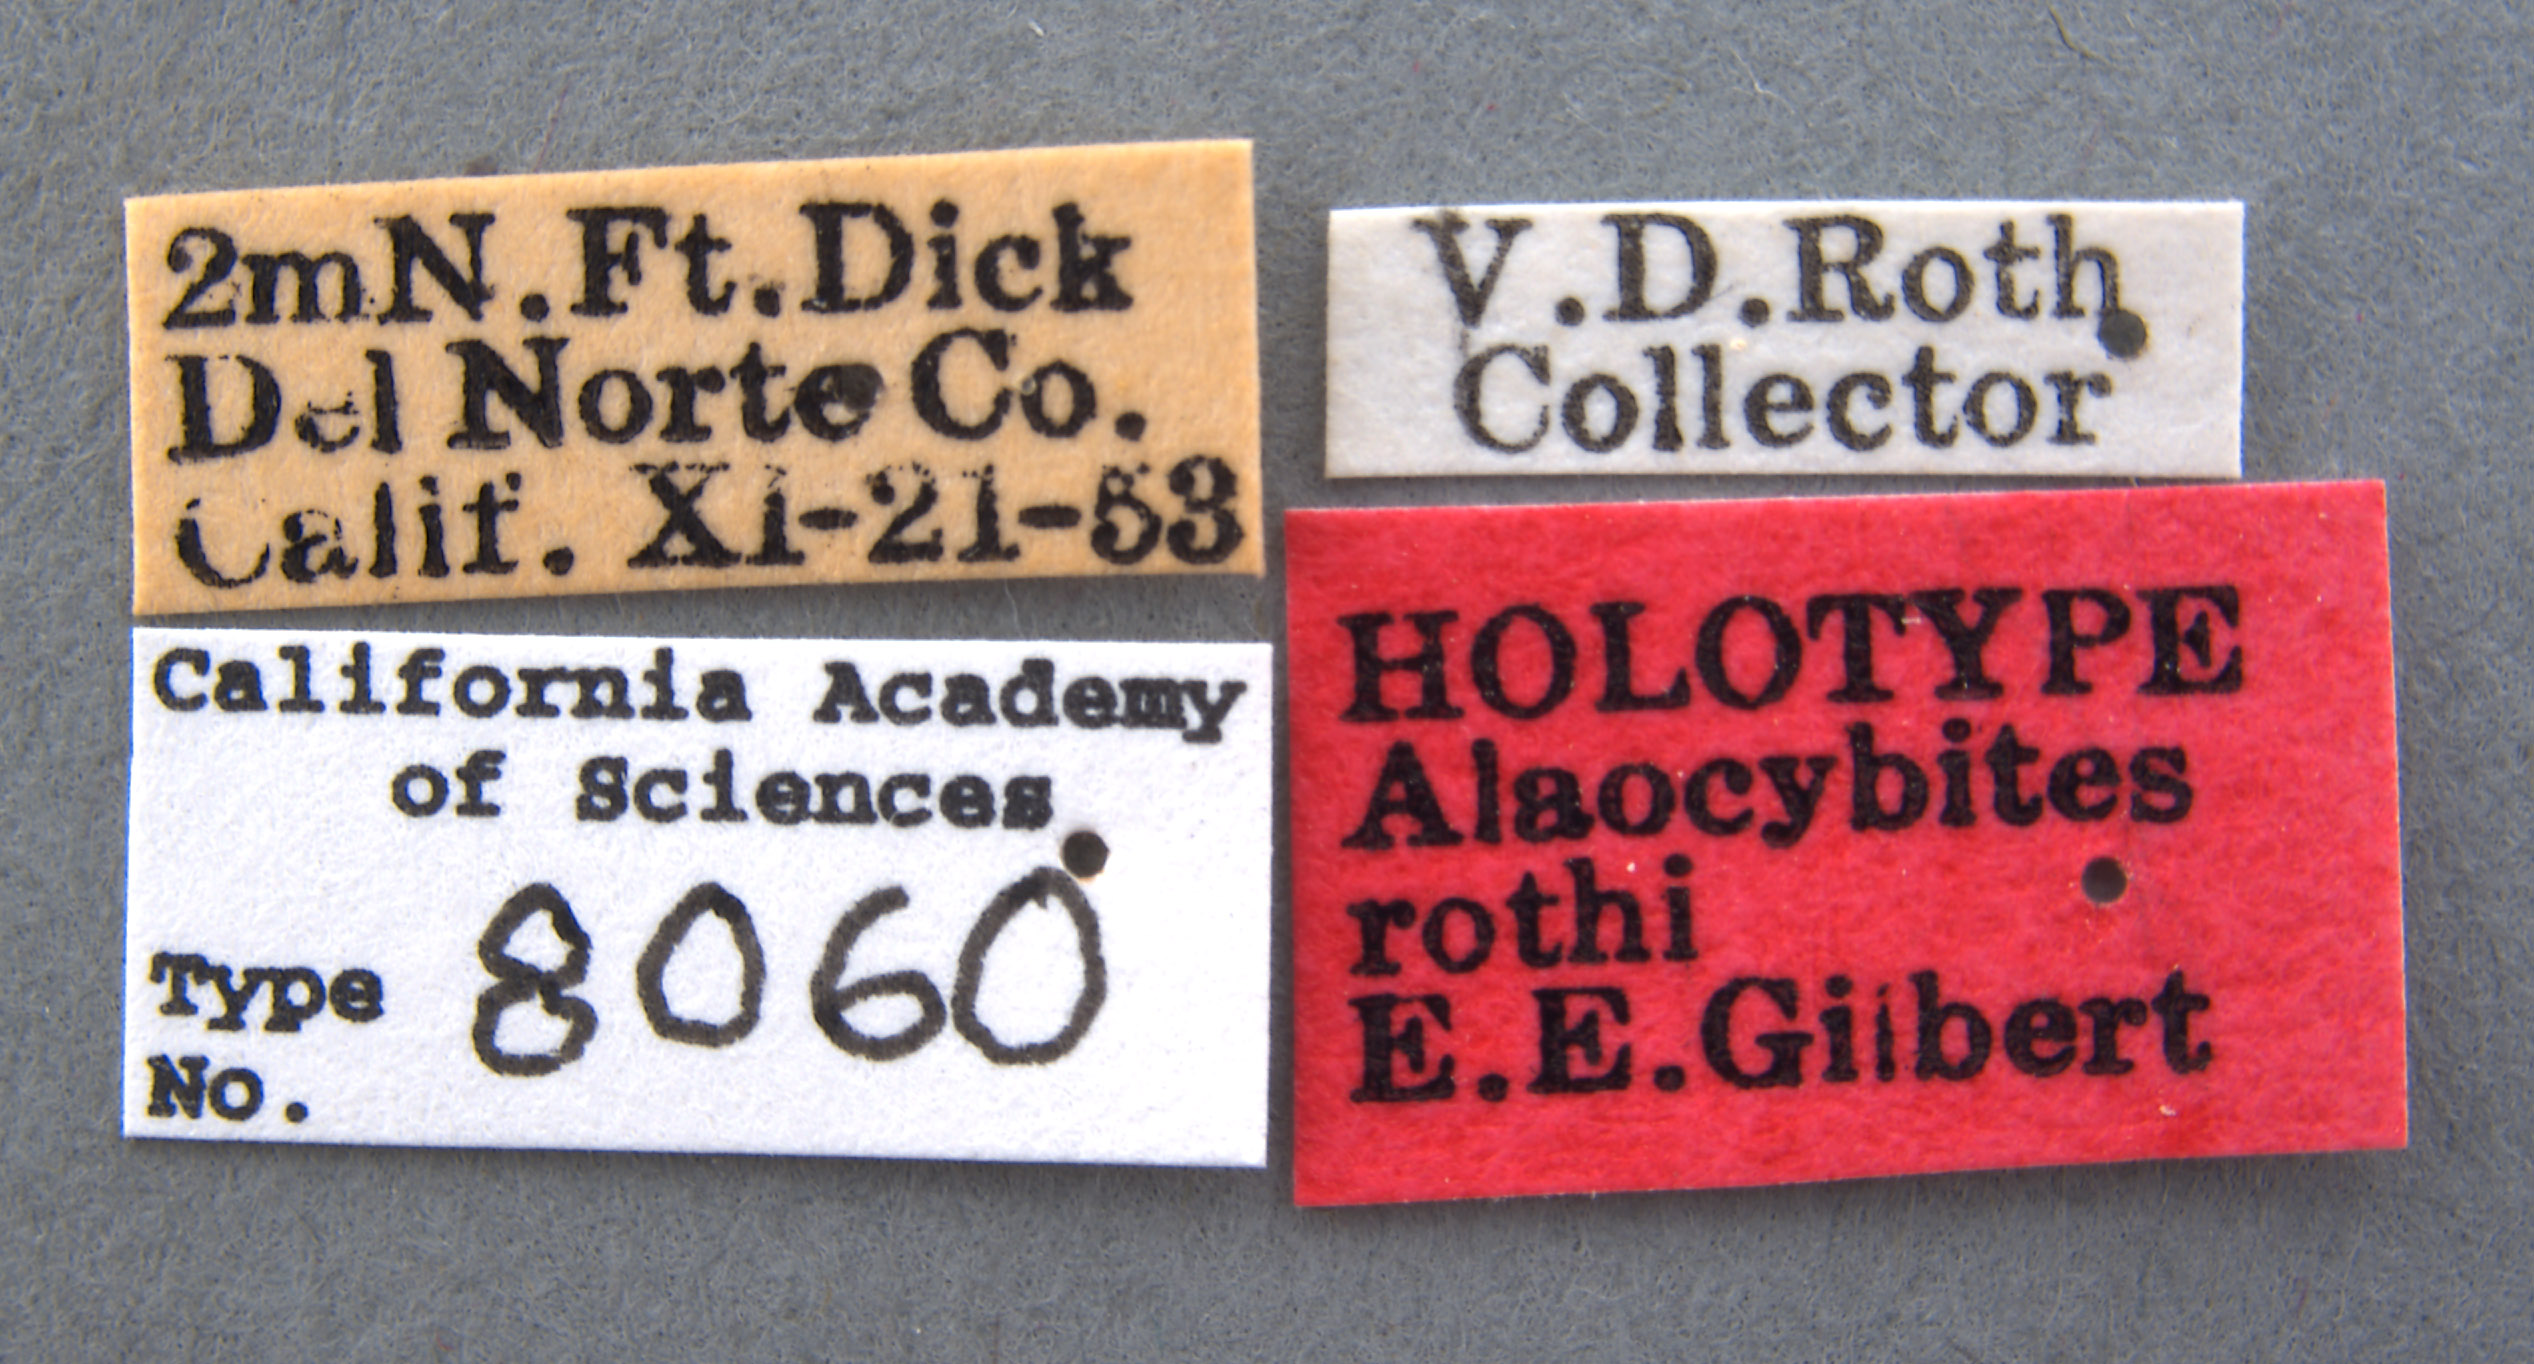 2mN.Ft.Dick
Del Norte Co.
Calif. XI-21-53
V.D.Roth
Collector
California Academy
of Sciences
Type
No. 8060
HOLOTYPE
Alaocybites
rothi
E.E.Gilbert